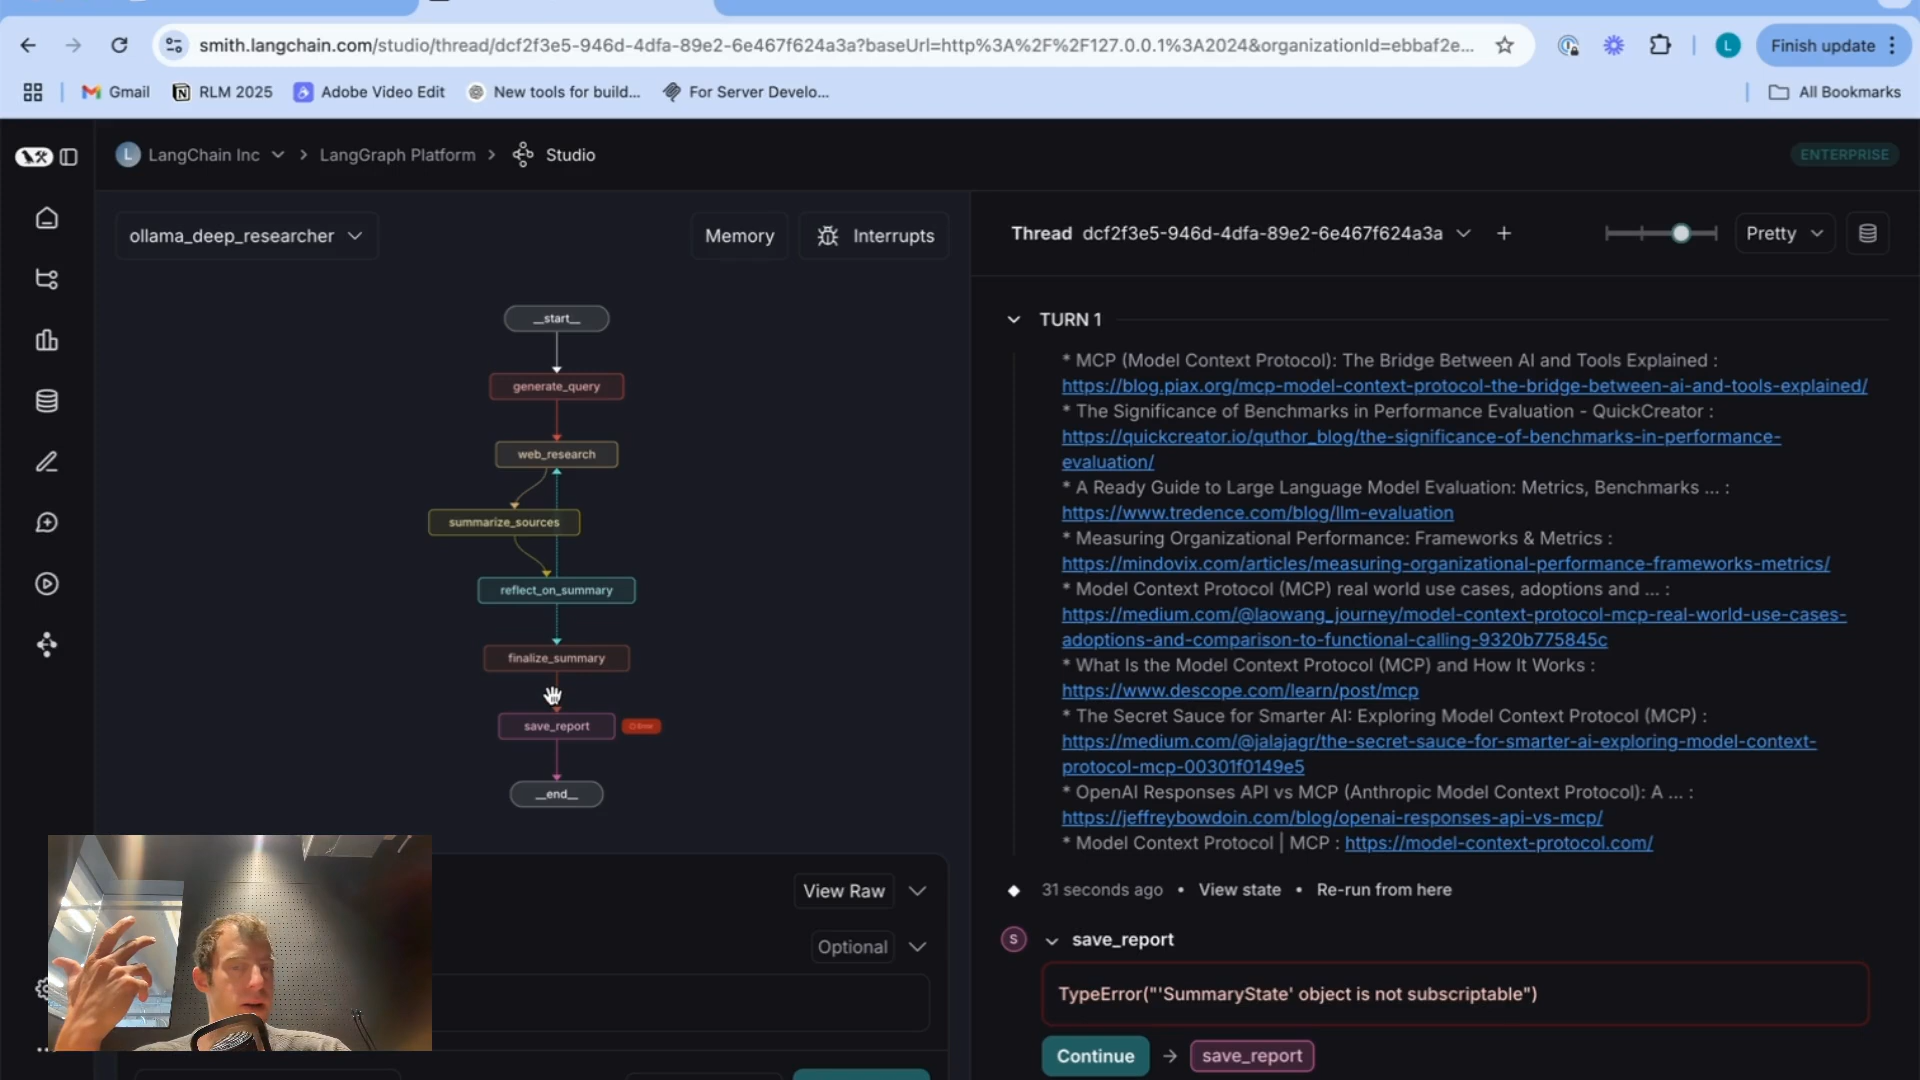 smith.langchain.com/studio/thread/dcf2f3e5-946d-4dfa-89e2-6e467f624a3a?baseUrl=http%3A%2F%2F127.0.0.1%3A2024&organizationId=ebbaf2e...
L
Finish update
Gmail
RLM 2025
Adobe Video Edit
New tools for build...
For Server Develo...
All Bookmarks
L LangChain Inc
LangGraph Platform
Studio
ENTERPRISE
ollama_deep_researcher
Memory
Interrupts
__start__
generate_query
web_research
summarize_sources
reflect_on_summary
finalize_summary
save_report
Error
__end__
View Raw
Optional
Thread dcf2f3e5-946d-4dfa-89e2-6e467f624a3a
Pretty
TURN 1
* MCP (Model Context Protocol): The Bridge Between AI and Tools Explained :
https://blog.piax.org/mcp-model-context-protocol-the-bridge-between-ai-and-tools-explained/
* The Significance of Benchmarks in Performance Evaluation - QuickCreator :
https://quickcreator.io/quthor_blog/the-significance-of-benchmarks-in-performance-
evaluation/
* A Ready Guide to Large Language Model Evaluation: Metrics, Benchmarks ... :
https://www.tredence.com/blog/llm-evaluation
* Measuring Organizational Performance: Frameworks & Metrics :
https://mindovix.com/articles/measuring-organizational-performance-frameworks-metrics/
* Model Context Protocol (MCP) real world use cases, adoptions and ... :
https://medium.com/@laowang_journey/model-context-protocol-mcp-real-world-use-cases-
adoptions-and-comparison-to-functional-calling-9320b775845c
* What Is the Model Context Protocol (MCP) and How It Works :
https://www.descope.com/learn/post/mcp
* The Secret Sauce for Smarter AI: Exploring Model Context Protocol (MCP) :
https://medium.com/@jalajagr/the-secret-sauce-for-smarter-ai-exploring-model-context-
protocol-mcp-00301f0149e5
* OpenAI Responses API vs MCP (Anthropic Model Context Protocol): A ... :
https://jeffreybowdoin.com/blog/openai-responses-api-vs-mcp/
* Model Context Protocol | MCP : https://model-context-protocol.com/
31 seconds ago • View state • Re-run from here
S save_report
TypeError("'SummaryState' object is not subscriptable")
Continue → save_report